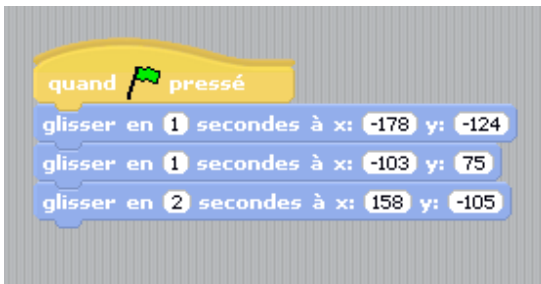 quand pressé
glisser en 1 secondes à x: -178 y: -124
glisser en 1 secondes à x: -103 y: 75
glisser en 2 secondes à x: 158 y: -105